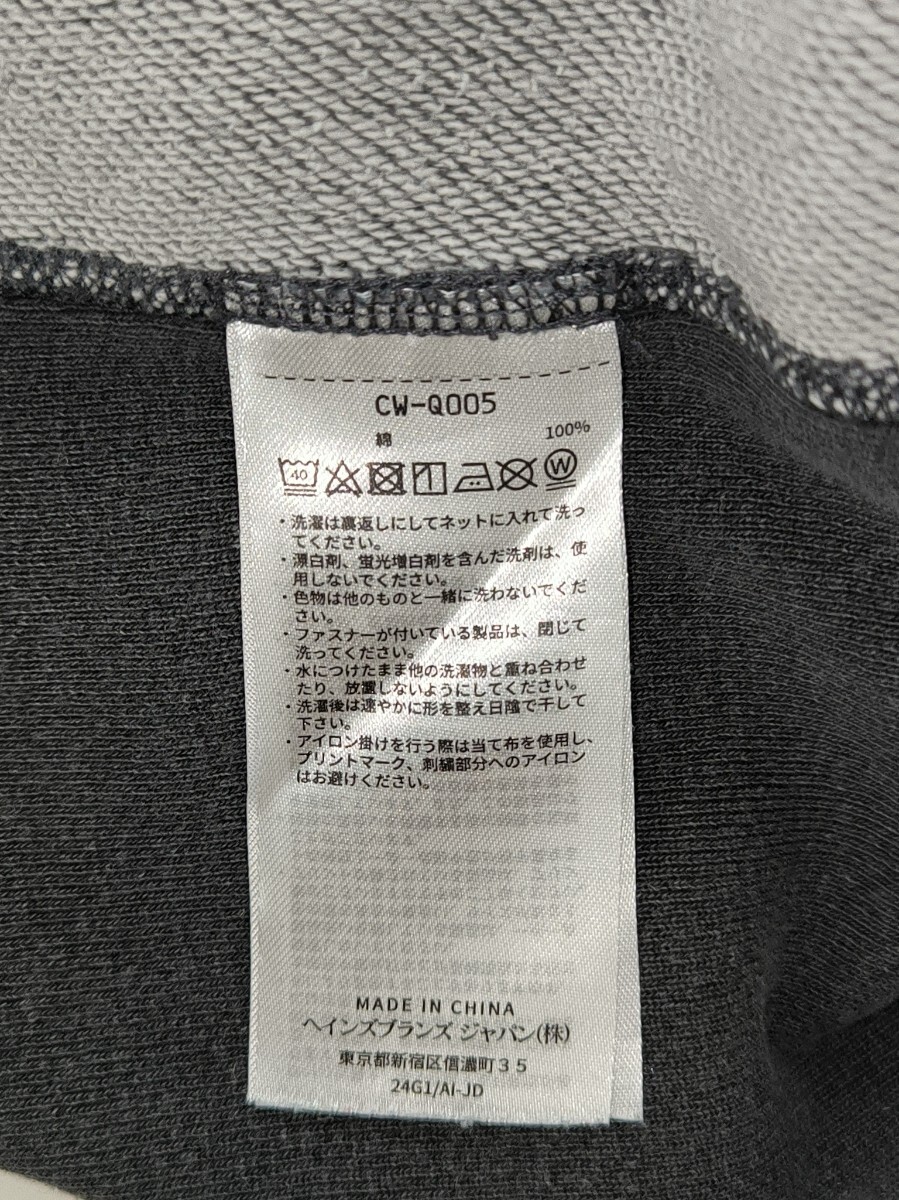 CW-Q005
綿 100%
40
W
・洗濯は裏返しにしてネットに入れて洗っ
てください。
・漂白剤、蛍光増白剤を含んだ洗剤は、使
用しないでください。
・色物は他のものと一緒に洗わないでくだ
さい。
・ファスナーが付いている製品は、閉じて
洗ってください。
・水につけたまま他の洗濯物と重ね合わせ
たり、放置しないようにしてください。
・洗濯後は速やかに形を整え日陰で干して
下さい。
・アイロン掛けを行う際は当て布を使用し、
プリントマーク、刺繍部分へのアイロン
はお避けください。
MADE IN CHINA
ヘインズブランズ ジャパン(株)
東京都新宿区信濃町35
24G1/AI-JD